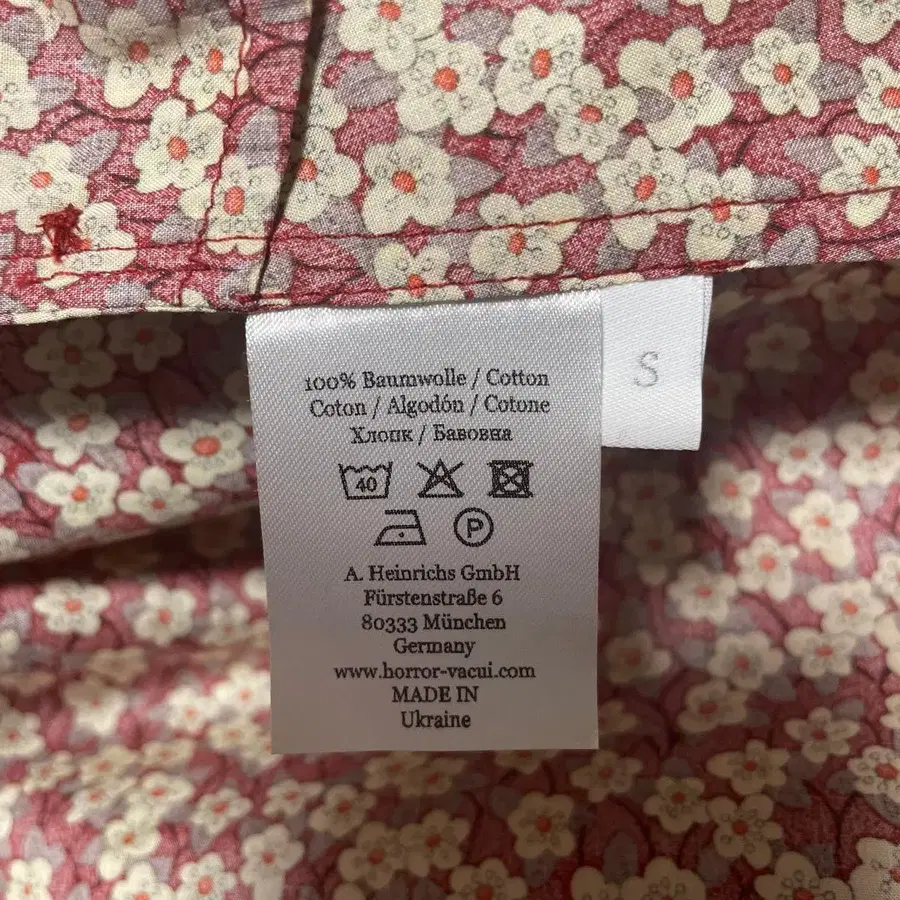 100% Baumwolle / Cotton
Coton / Algodón / Cotone
Хлопк / Бавовна
40
P
A. Heinrichs GmbH
Fürstenstraße 6
80333 München
Germany
www.horror-vacui.com
MADE IN
Ukraine
S